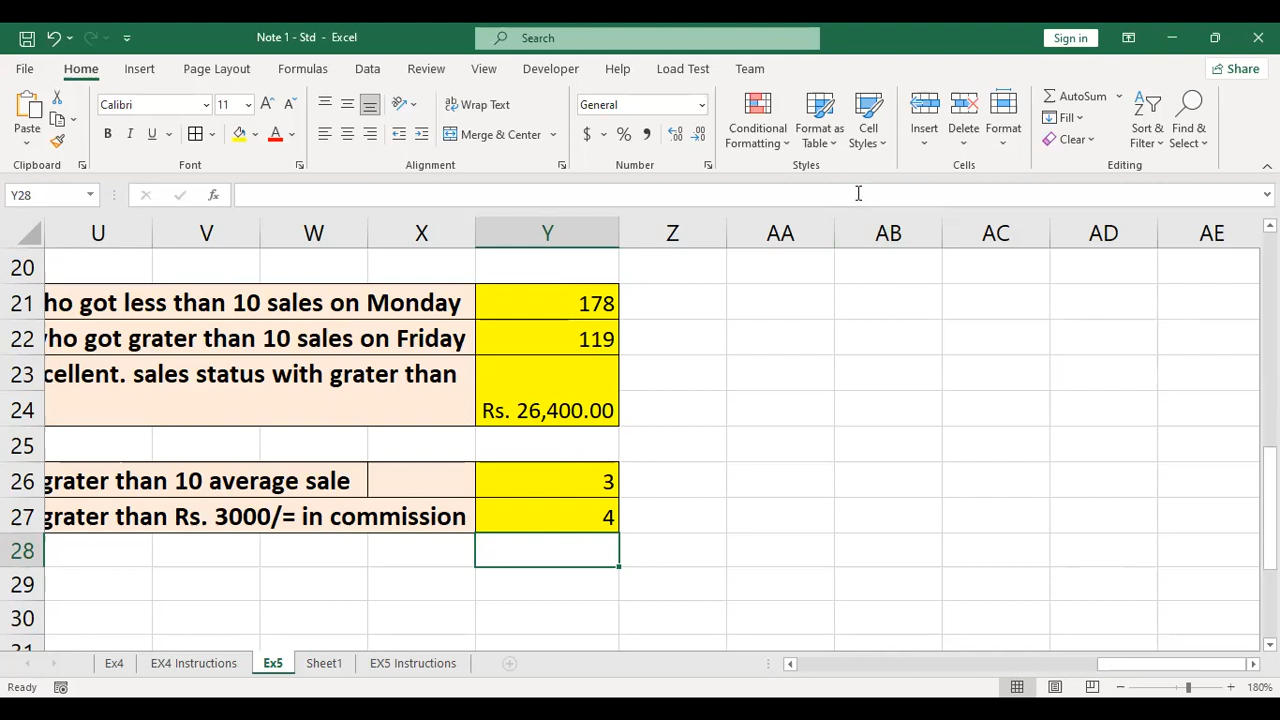 Note 1 - Std - Excel
Search
Sign in
File Home Insert Page Layout Formulas Data Review View Developer Help Load Test Team
Share
Paste
Calibri 11
B I U
Wrap Text
Merge & Center
General
$ % ,
Conditional Formatting
Format as Table
Cell Styles
Insert
Delete
Format
AutoSum
Fill
Clear
Sort & Filter
Find & Select
Clipboard Font Alignment Number Styles Cells Editing
Y28
fx
U V W X Y Z AA AB AC AD AE
20
21 ho got less than 10 sales on Monday 178
22 who got grater than 10 sales on Friday 119
23 cellent. sales status with grater than
24 Rs. 26,400.00
25
26 grater than 10 average sale 3
27 grater than Rs. 3000/= in commission 4
28
29
30
31
Ex4 EX4 Instructions Ex5 Sheet1 EX5 Instructions
Ready
180%